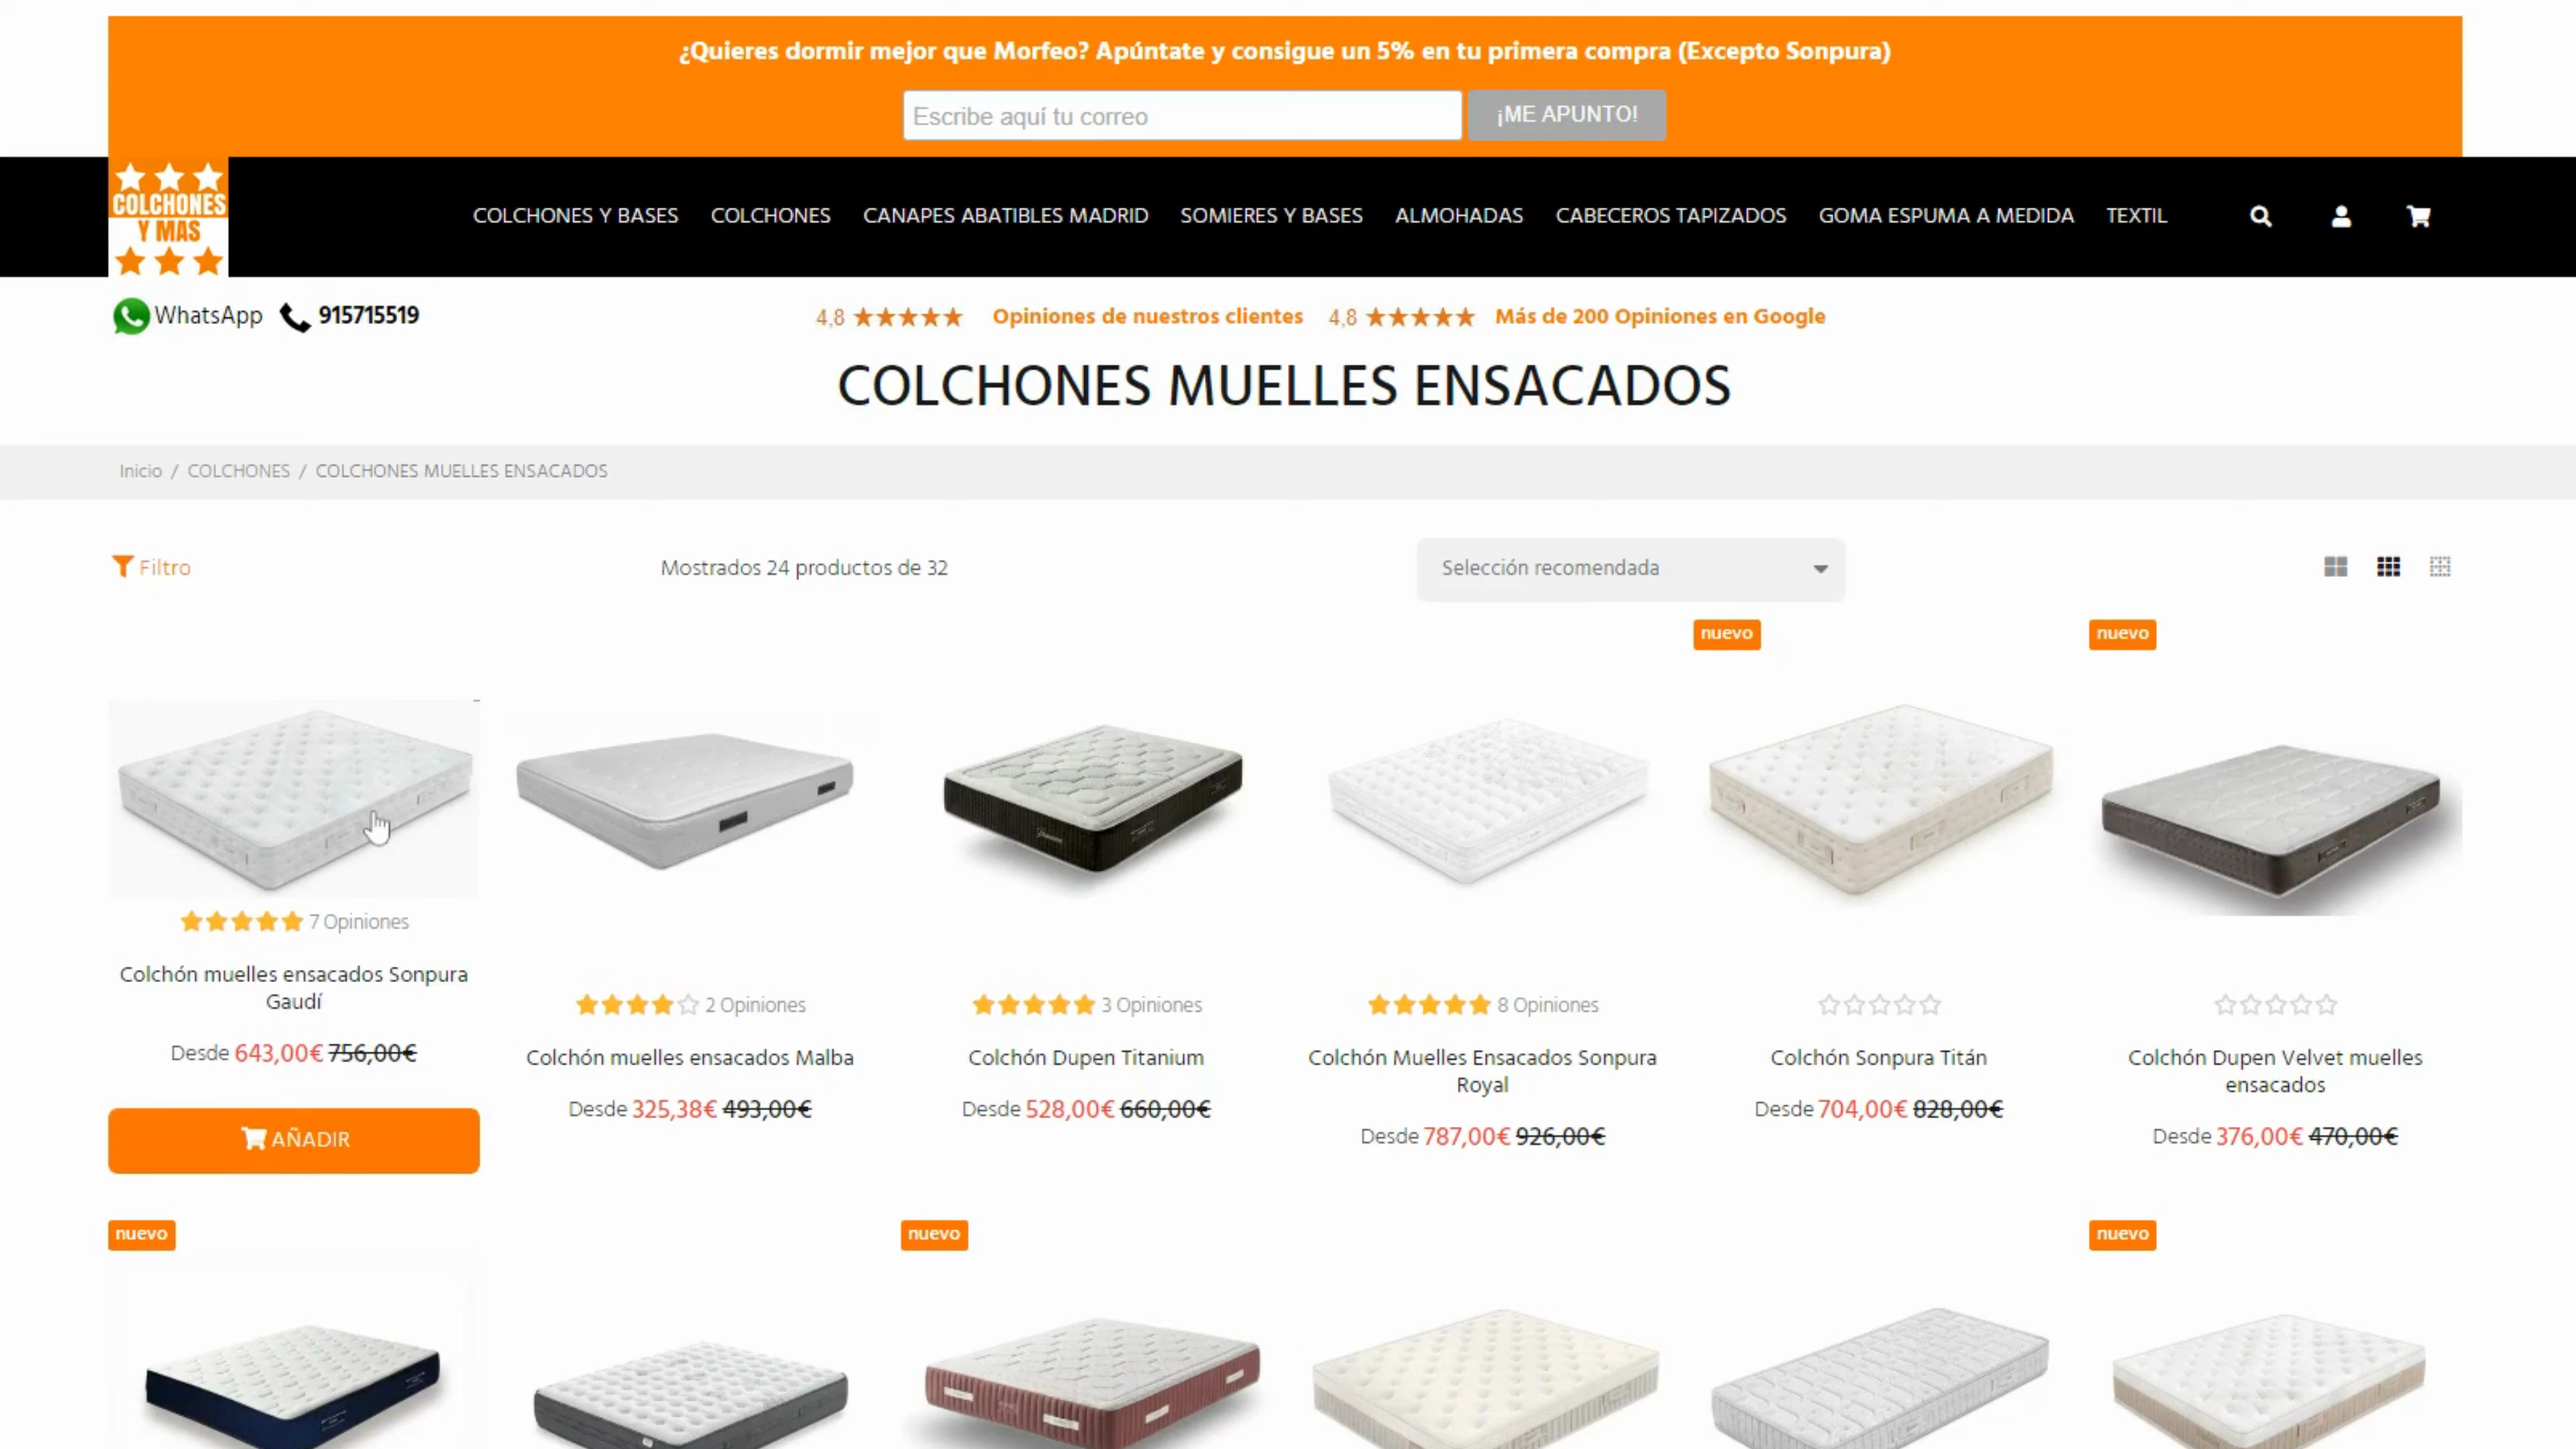 ¿Quieres dormir mejor que Morfeo? Apúntate y consigue un 5% en tu primera compra (Excepto Sonpura)
Escribe aquí tu correo
¡ME APUNTO!
COLCHONES
Y MAS
COLCHONES Y BASES
COLCHONES
CANAPES ABATIBLES MADRID
SOMIERES Y BASES
ALMOHADAS
CABECEROS TAPIZADOS
GOMA ESPUMA A MEDIDA
TEXTIL
WhatsApp
915715519
4,8
Opiniones de nuestros clientes
4,8
Más de 200 Opiniones en Google
COLCHONES MUELLES ENSACADOS
Inicio / COLCHONES / COLCHONES MUELLES ENSACADOS
Filtro
Mostrados 24 productos de 32
Selección recomendada
nuevo
nuevo
7 Opiniones
Colchón muelles ensacados Sonpura
Gaudí
Desde 643,00€ 756,00€
AÑADIR
2 Opiniones
Colchón muelles ensacados Malba
Desde 325,38€ 493,00€
3 Opiniones
Colchón Dupen Titanium
Desde 528,00€ 660,00€
8 Opiniones
Colchón Muelles Ensacados Sonpura
Royal
Desde 787,00€ 926,00€
Colchón Sonpura Titán
Desde 704,00€ 828,00€
Colchón Dupen Velvet muelles
ensacados
Desde 376,00€ 470,00€
nuevo
nuevo
nuevo